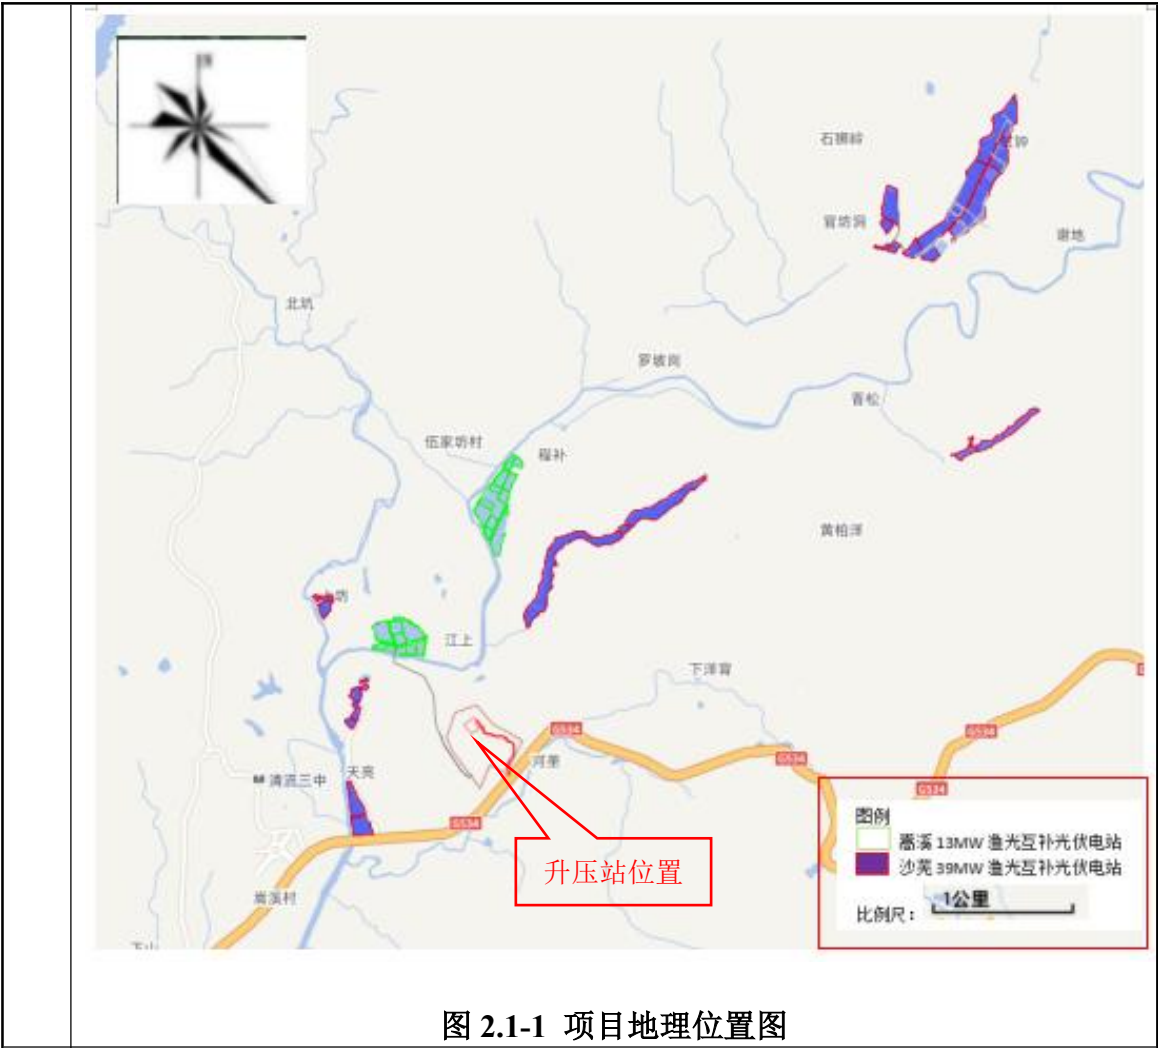 石狮岭
官坊洞
谢地
北坑
罗坡岗
晋松
伍家坊村
程补
黄柏洋
江上
下洋背
G534
河垄
G534
G534
G534
清流三中
天亮
G534
升压站位置
嵩溪村
图例
嵩溪 13MW 渔光互补光伏电站
沙芜 39MW 渔光互补光伏电站
比例尺：
1公里
图 2.1-1 项目地理位置图